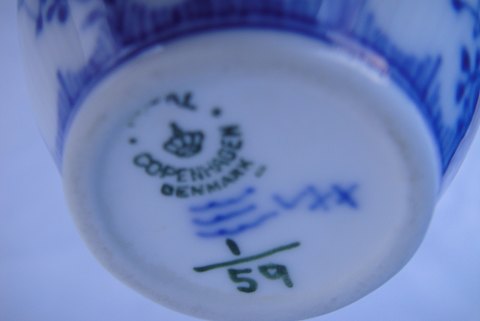 ROYAL
COPENHAGEN
DENMARK
1
59